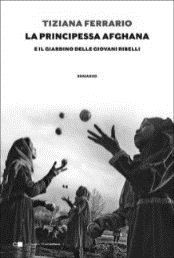 TIZIANA FERRARIO
LA PRINCIPESSA AFGHANA
E IL GIARDINO DELLE GIOVANI RIBELLI
ROMANZO